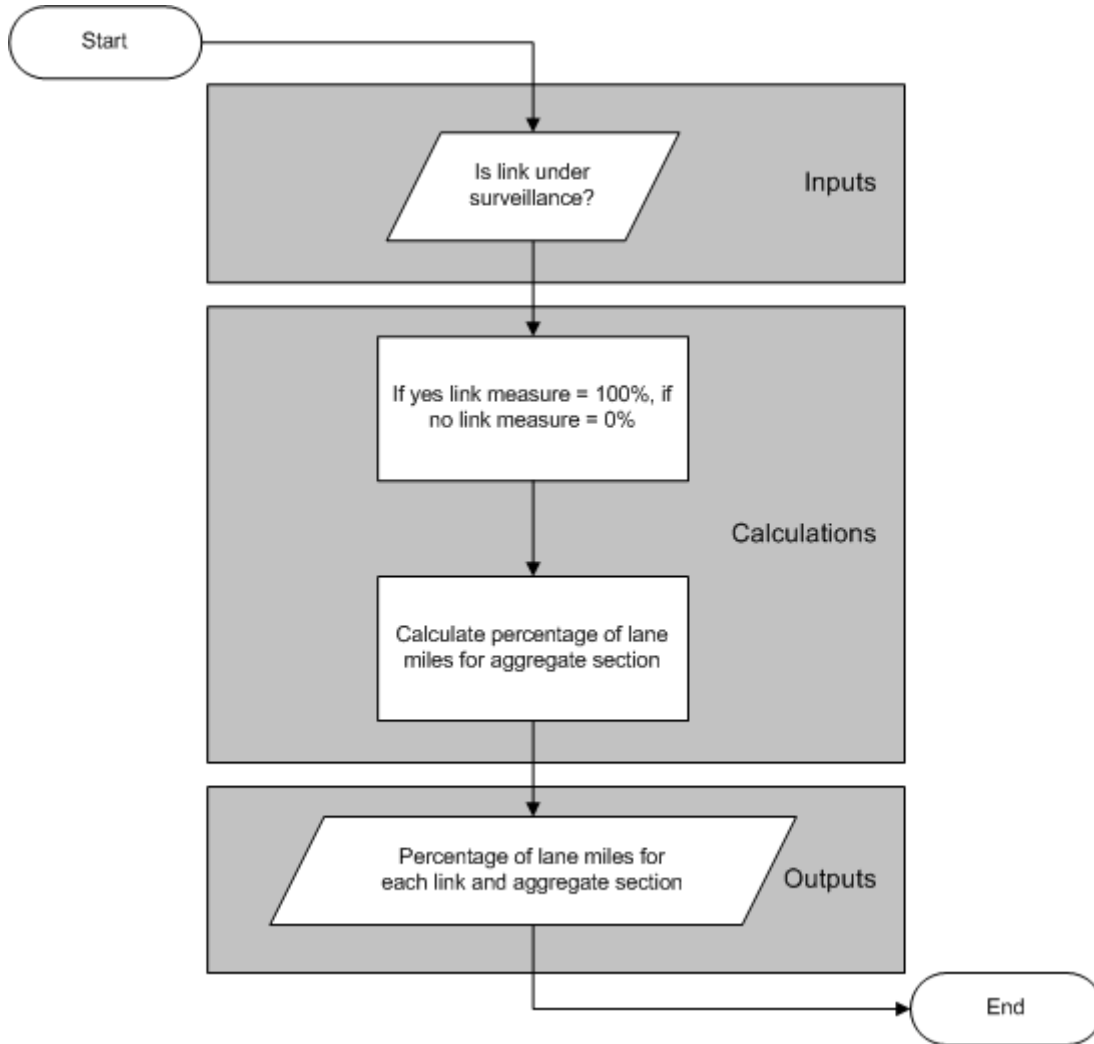 Start
Is link under
surveillance?
Inputs
If yes link measure = 100%, if
no link measure = 0%
Calculations
Calculate percentage of lane
miles for aggregate section
Percentage of lane miles for
each link and aggregate section
Outputs
End